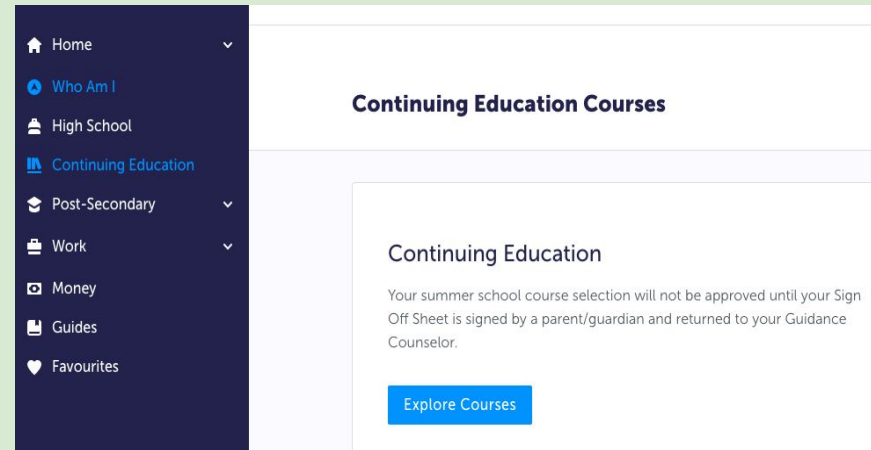 Home
Who Am I
High School
Continuing Education
Post-Secondary
Work
Money
Guides
Favourites
Continuing Education Courses
Continuing Education
Your summer school course selection will not be approved until your Sign
Off Sheet is signed by a parent/guardian and returned to your Guidance
Counselor.
Explore Courses